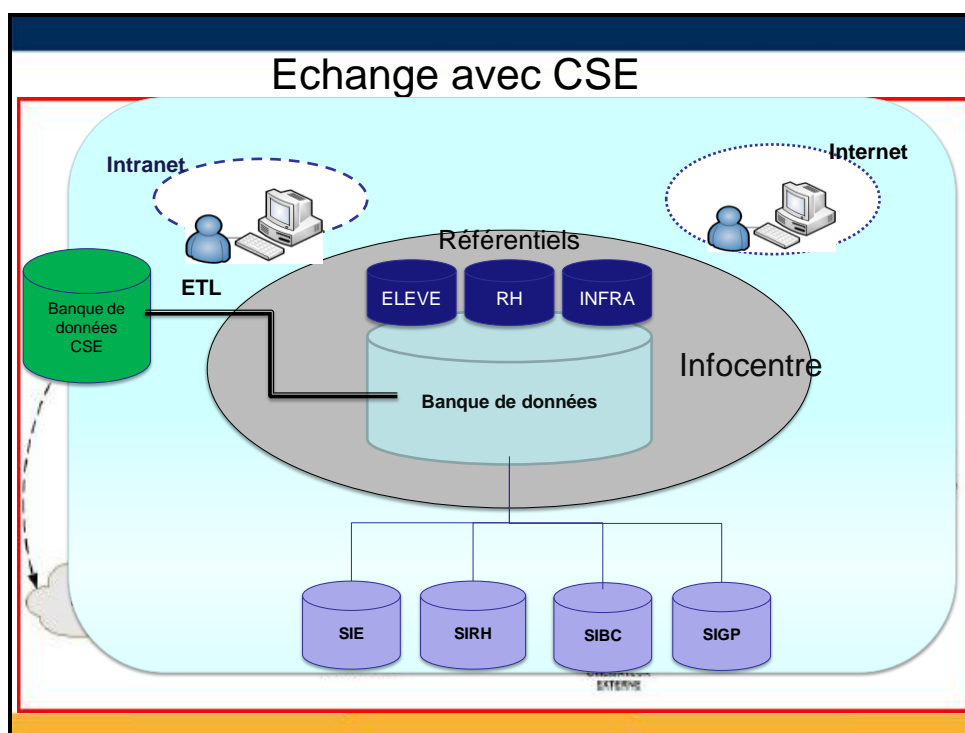 Echange avec CSE
Intranet
Internet
Référentiels
ETL
ELEVE
RH
INFRA
Banque de
données
CSE
Infocentre
Banque de données
SIE
SIRH
SIBC
SIGP
EXTERNE